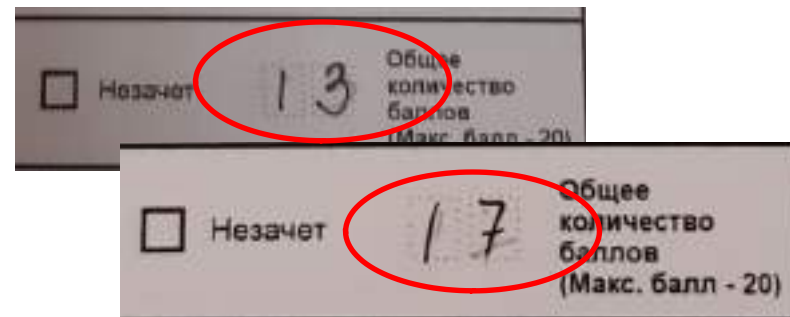 Незачет 13 Общее
количество
баллов
(Макс. балл - 20)
Незачет 17 Общее
количество
баллов
(Макс. балл - 20)